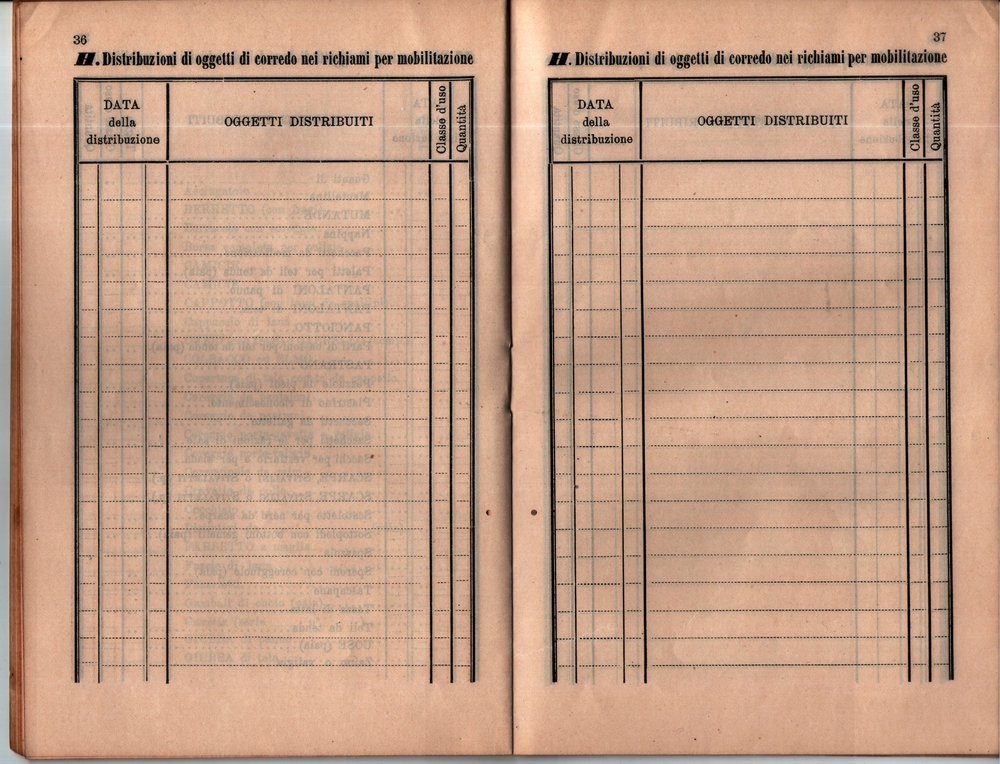 36
H. Distribuzioni di oggetti di corredo nei richiami per mobilitazione
DATA
della
distribuzione
OGGETTI DISTRIBUITI
Classe d'uso
Quantità
37
H. Distribuzioni di oggetti di corredo nei richiami per mobilitazione
DATA
della
distribuzione
OGGETTI DISTRIBUITI
Classe d'uso
Quantità